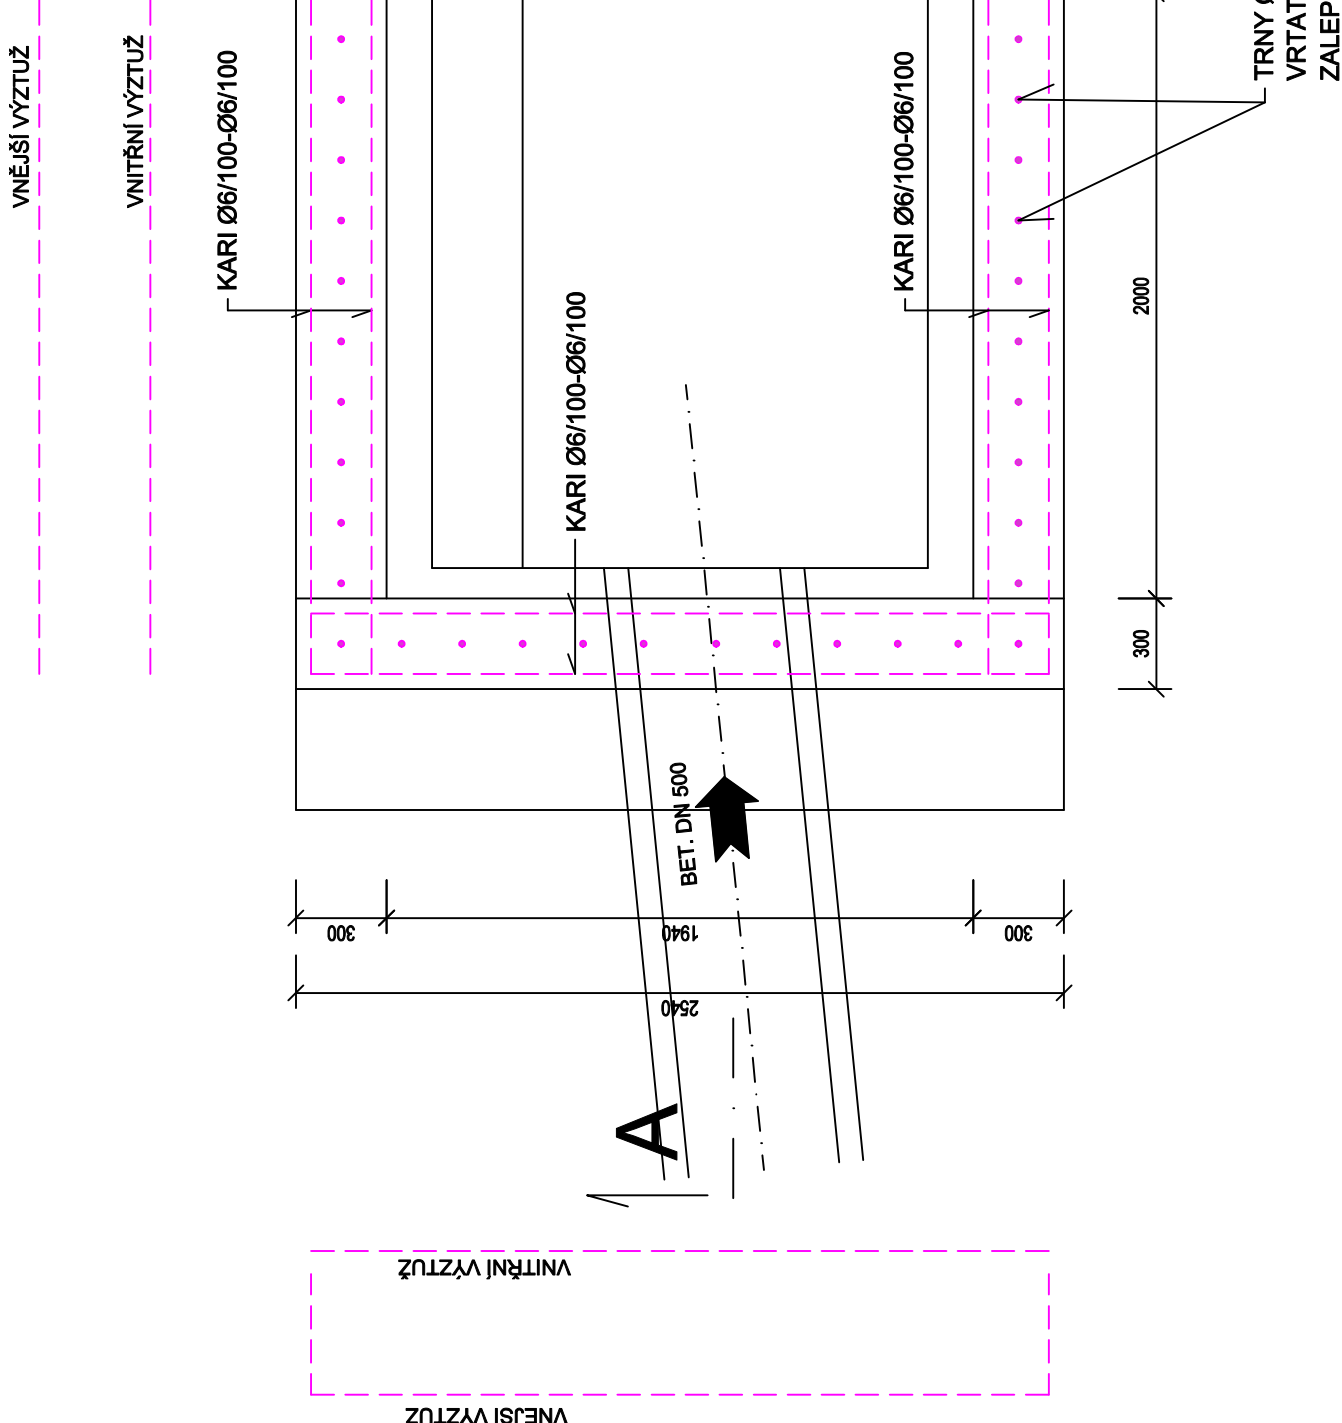 VNĚJŠÍ VÝZTUŽ
VNITŘNÍ VÝZTUŽ
KARI Ø6/100-Ø6/100
KARI Ø6/100-Ø6/100
KARI Ø6/100-Ø6/100
TRNY
VRTAT
ZALEP
2000
300
BET. DN 500
300
1940
300
2540
A
VNITŘNÍ VÝZTUŽ
VNĚJŠÍ VÝZTUŽ